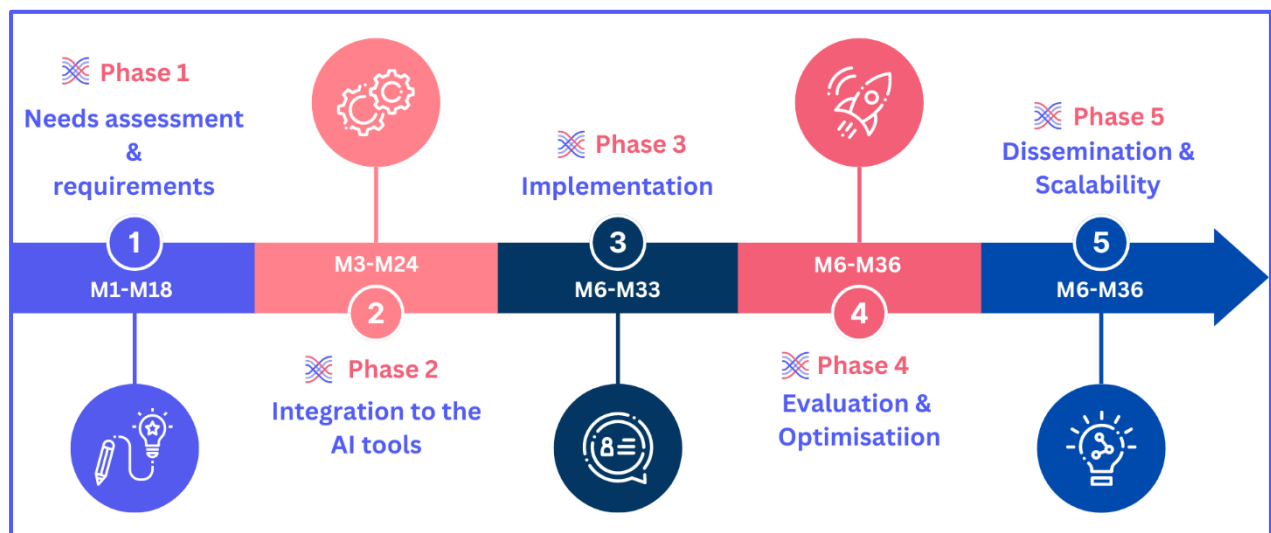 Phase 1
Needs assessment
&
requirements
1
M1-M18
M3-M24
2
Phase 2
Integration to the
AI tools
Phase 3
Implementation
3
M6-M33
M6-M36
4
Phase 4
Evaluation &
Optimisatiion
Phase 5
Dissemination &
Scalability
5
M6-M36